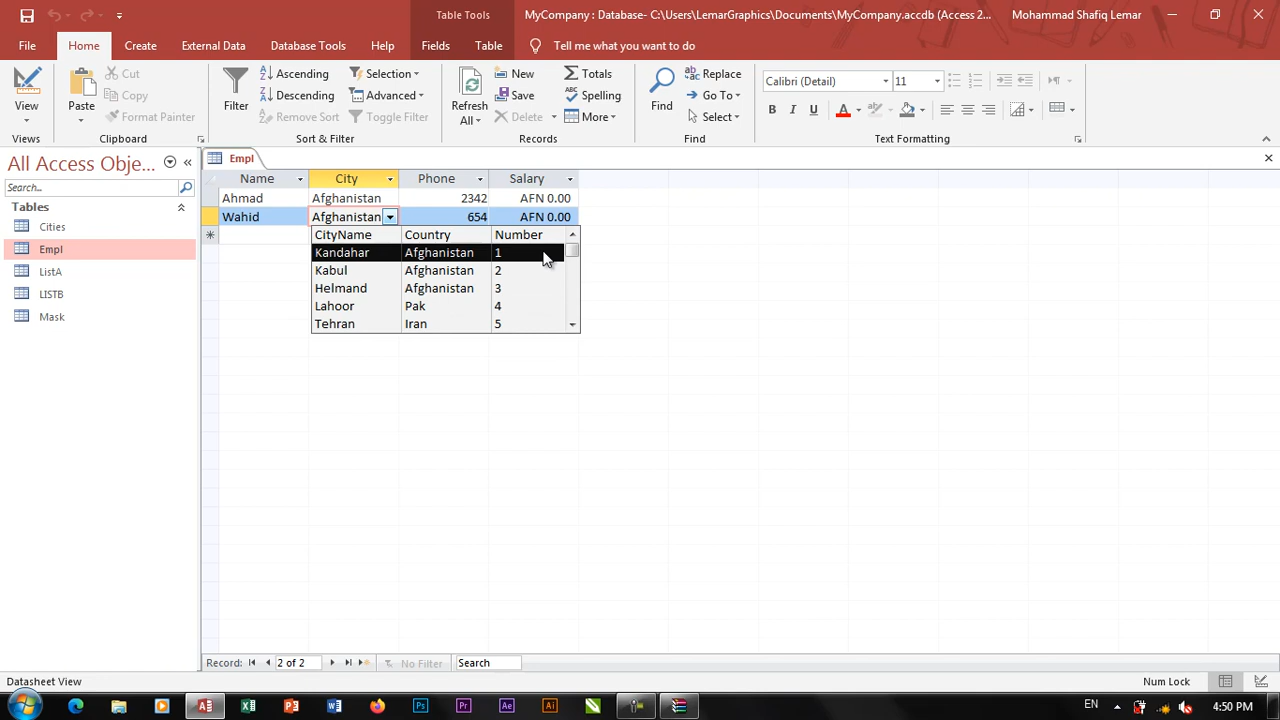 Table Tools
MyCompany : Database- C:\Users\LemarGraphics\Documents\MyCompany.accdb (Access 2...
Mohammad Shafiq Lemar
File Home Create External Data Database Tools Help Fields Table Tell me what you want to do
View
Views
Paste
Cut
Copy
Format Painter
Clipboard
Filter
Ascending
Descending
Remove Sort
Selection
Advanced
Toggle Filter
Sort & Filter
Refresh
All
New
Save
Delete
Totals
Spelling
More
Records
Find
Replace
Go To
Select
Find
Calibri (Detail) 11
B I U A
Text Formatting
All Access Obje...
Search...
Tables
Cities
Empl
ListA
LISTB
Mask
Empl
Name City Phone Salary
Ahmad Afghanistan 2342 AFN 0.00
Wahid Afghanistan 654 AFN 0.00
CityName Country Number
Kandahar Afghanistan 1
Kabul Afghanistan 2
Helmand Afghanistan 3
Lahoor Pak 4
Tehran Iran 5
Record: 2 of 2 No Filter Search
Datasheet View
Num Lock
Ps Pr Ae Ai
EN
4:50 PM